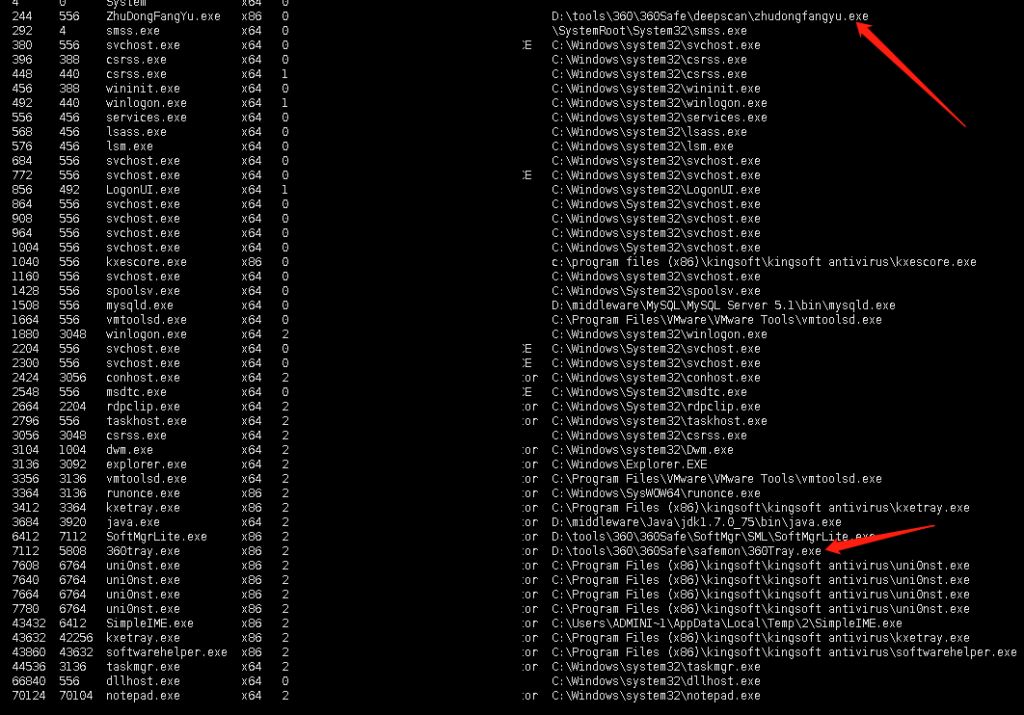 4 0 System x64 0
244 556 ZhuDongFangYu.exe x86 0 D:\tools\360\360Safe\deepscan\zhudongfangyu.exe
292 4 smss.exe x64 0 \SystemRoot\System32\smss.exe
380 556 svchost.exe x64 0 E C:\Windows\system32\svchost.exe
396 388 csrss.exe x64 0 C:\Windows\system32\csrss.exe
448 440 csrss.exe x64 1 C:\Windows\system32\csrss.exe
456 388 wininit.exe x64 0 C:\Windows\system32\wininit.exe
492 440 winlogon.exe x64 1 C:\Windows\system32\winlogon.exe
556 456 services.exe x64 0 C:\Windows\system32\services.exe
568 456 lsass.exe x64 0 C:\Windows\system32\lsass.exe
576 456 lsm.exe x64 0 C:\Windows\system32\lsm.exe
684 556 svchost.exe x64 0 C:\Windows\system32\svchost.exe
772 556 svchost.exe x64 0 E C:\Windows\system32\svchost.exe
856 492 LogonUI.exe x64 1 C:\Windows\system32\LogonUI.exe
864 556 svchost.exe x64 0 C:\Windows\System32\svchost.exe
908 556 svchost.exe x64 0 C:\Windows\system32\svchost.exe
964 556 svchost.exe x64 0 C:\Windows\system32\svchost.exe
1004 556 svchost.exe x64 0 C:\Windows\System32\svchost.exe
1040 556 kxescore.exe x86 0 c:\program files (x86)\kingsoft\kingsoft antivirus\kxescore.exe
1160 556 svchost.exe x64 0 C:\Windows\system32\svchost.exe
1428 556 spoolsv.exe x64 0 C:\Windows\System32\spoolsv.exe
1508 556 mysqld.exe x64 0 D:\middleware\MySQL\MySQL Server 5.1\bin\mysqld.exe
1664 556 vmtoolsd.exe x64 0 C:\Program Files\VMware\VMware Tools\vmtoolsd.exe
1880 3048 winlogon.exe x64 2 C:\Windows\system32\winlogon.exe
2204 556 svchost.exe x64 0 E C:\Windows\System32\svchost.exe
2300 556 svchost.exe x64 0 E C:\Windows\system32\svchost.exe
2424 3056 conhost.exe x64 2 or C:\Windows\system32\conhost.exe
2548 556 msdtc.exe x64 0 E C:\Windows\System32\msdtc.exe
2664 2204 rdpclip.exe x64 2 or C:\Windows\System32\rdpclip.exe
2796 556 taskhost.exe x64 2 or C:\Windows\system32\taskhost.exe
3056 3048 csrss.exe x64 2 C:\Windows\system32\csrss.exe
3104 1004 dwm.exe x64 2 or C:\Windows\system32\Dwm.exe
3136 3092 explorer.exe x64 2 or C:\Windows\Explorer.EXE
3356 3136 vmtoolsd.exe x64 2 or C:\Program Files\VMware\VMware Tools\vmtoolsd.exe
3364 3136 runonce.exe x86 2 or C:\Windows\SysWOW64\runonce.exe
3412 3364 kxetray.exe x86 2 or C:\Program Files (x86)\kingsoft\kingsoft antivirus\kxetray.exe
3684 3920 java.exe x64 2 or D:\middleware\Java\jdk1.7.0_75\bin\java.exe
6412 7112 SoftMgrLite.exe x86 2 or D:\tools\360\360Safe\SoftMgr\SML\SoftMgrLite.exe
7112 5808 360tray.exe x86 2 or D:\tools\360\360Safe\safemon\360Tray.exe
7608 6764 uni0nst.exe x86 2 or C:\Program Files (x86)\kingsoft\kingsoft antivirus\uni0nst.exe
7640 6764 uni0nst.exe x86 2 or C:\Program Files (x86)\kingsoft\kingsoft antivirus\uni0nst.exe
7664 6764 uni0nst.exe x86 2 or C:\Program Files (x86)\kingsoft\kingsoft antivirus\uni0nst.exe
7780 6764 uni0nst.exe x86 2 or C:\Program Files (x86)\kingsoft\kingsoft antivirus\uni0nst.exe
43432 6412 SimpleIME.exe x86 2 or C:\Users\ADMINI~1\AppData\Local\Temp\2\SimpleIME.exe
43632 42256 kxetray.exe x86 2 or C:\Program Files (x86)\kingsoft\kingsoft antivirus\kxetray.exe
43860 43632 softwarehelper.exe x86 2 or C:\Program Files (x86)\kingsoft\kingsoft antivirus\softwarehelper.exe
44536 3136 taskmgr.exe x64 2 or C:\Windows\system32\taskmgr.exe
66840 556 dllhost.exe x64 0 C:\Windows\system32\dllhost.exe
70124 70104 notepad.exe x64 2 or C:\Windows\system32\notepad.exe